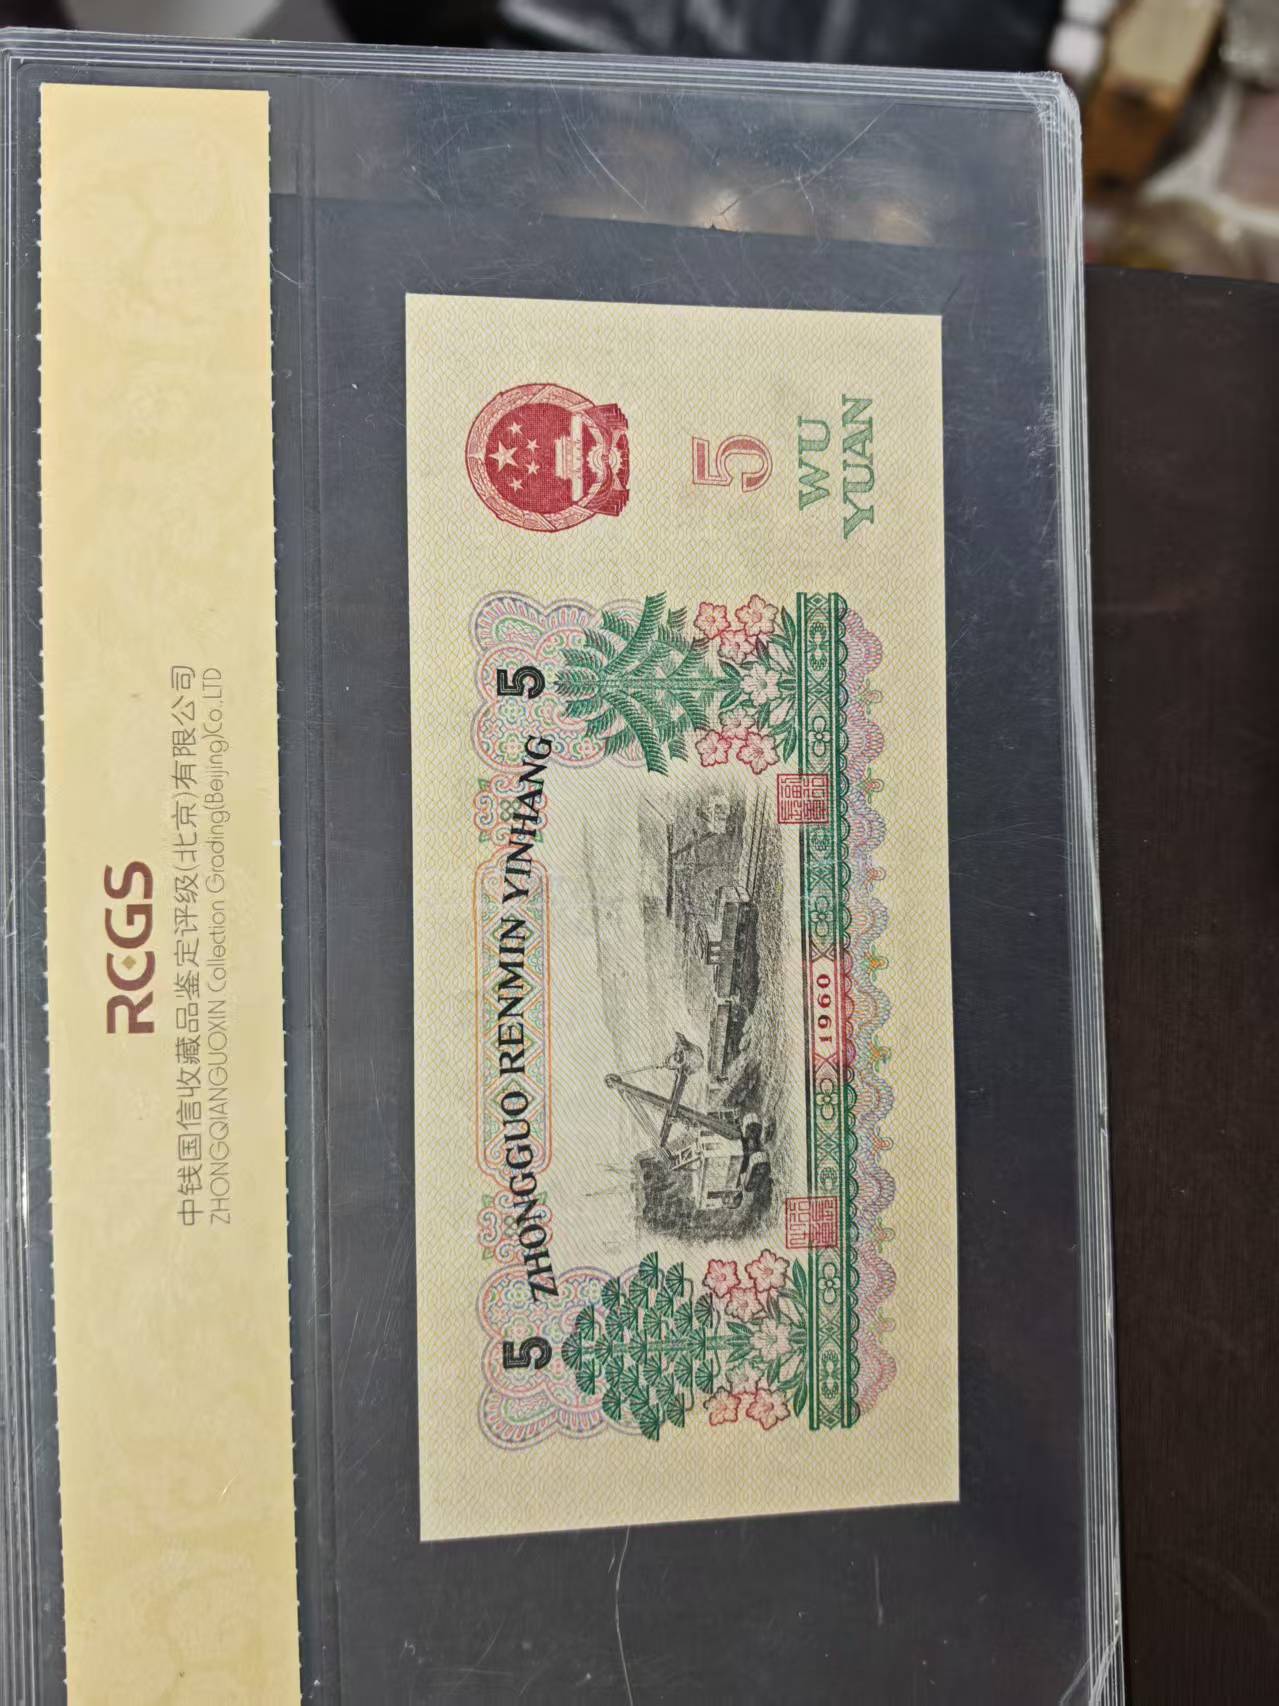 RCGS
中钱国信收藏品鉴定评级(北京)有限公司
ZHONGQIANGUOXIN Collection Grading(Beijing)Co.,LTD
5 ZHONGGUO RENMIN YINHANG 5
5
WU
YUAN
1960